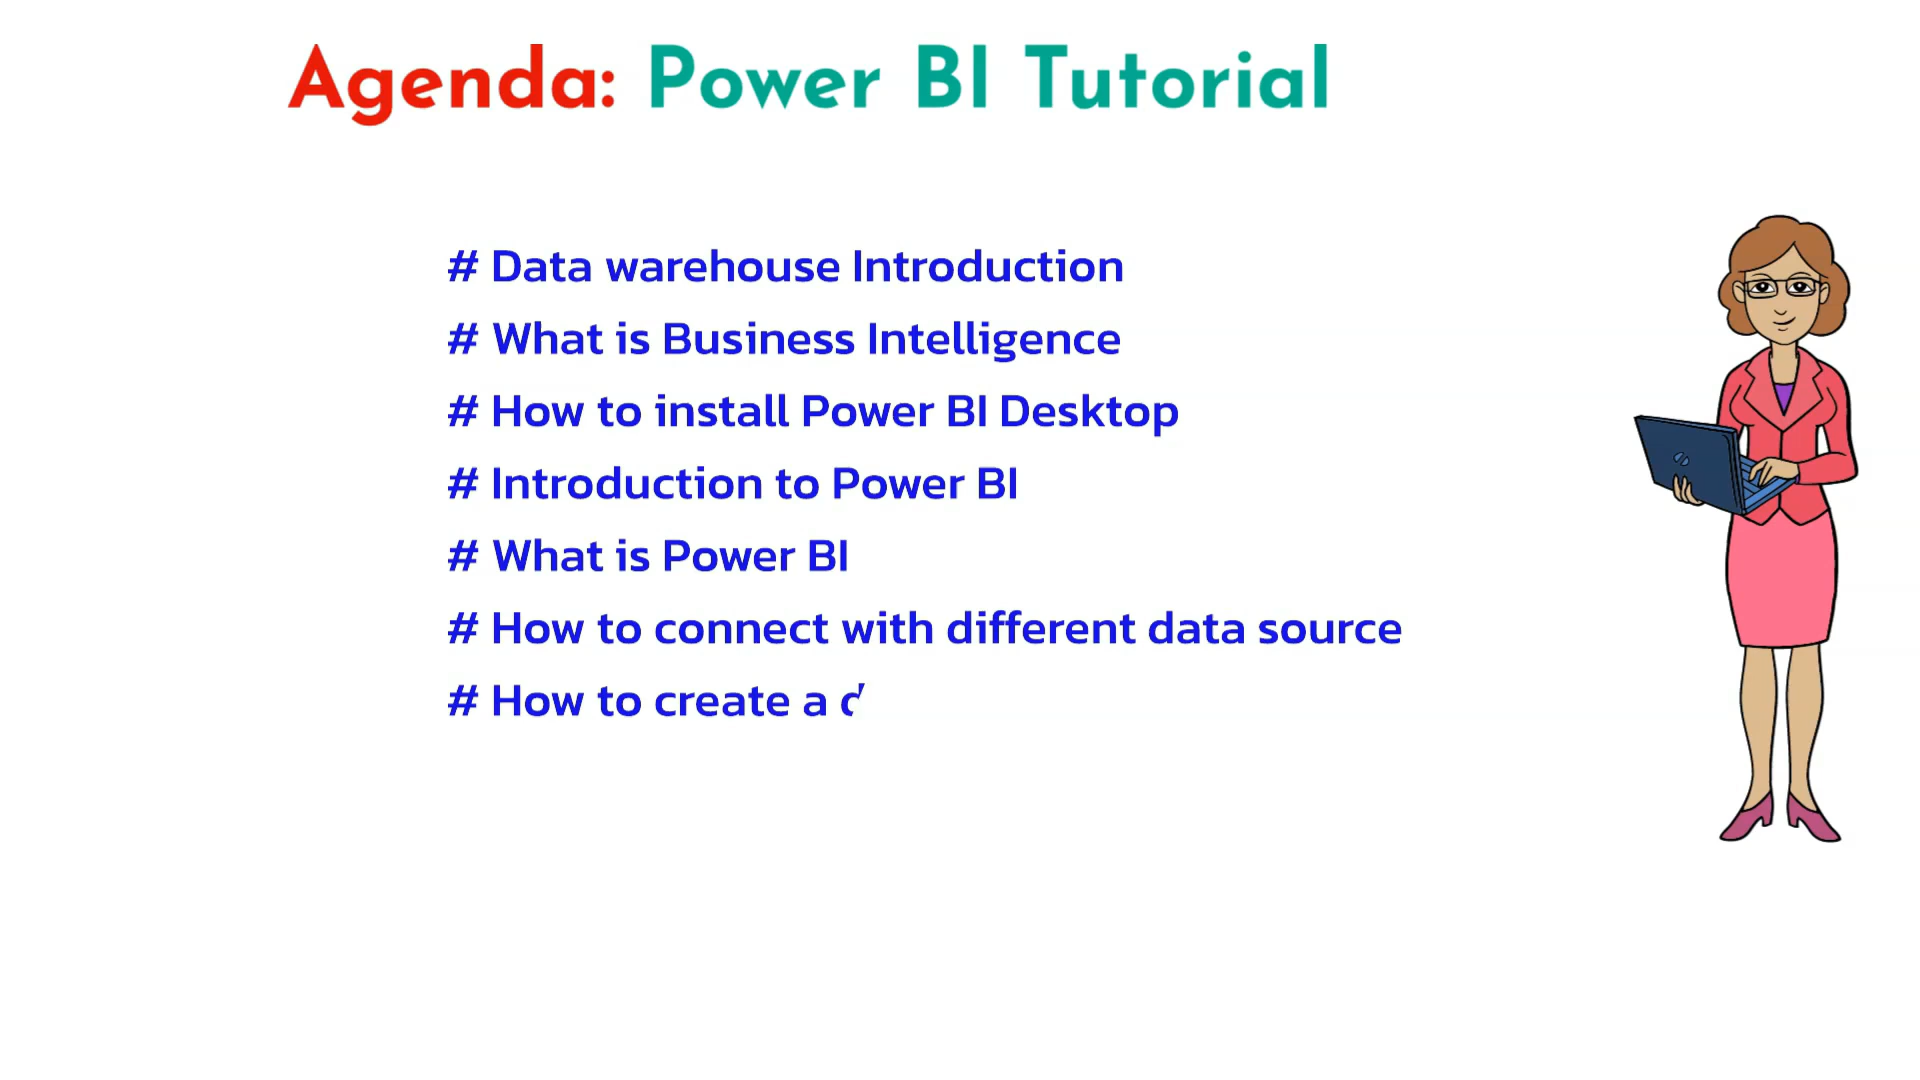 Agenda: Power BI Tutorial
# Data warehouse Introduction
# What is Business Intelligence
# How to install Power BI Desktop
# Introduction to Power BI
# What is Power BI
# How to connect with different data source
# How to create a